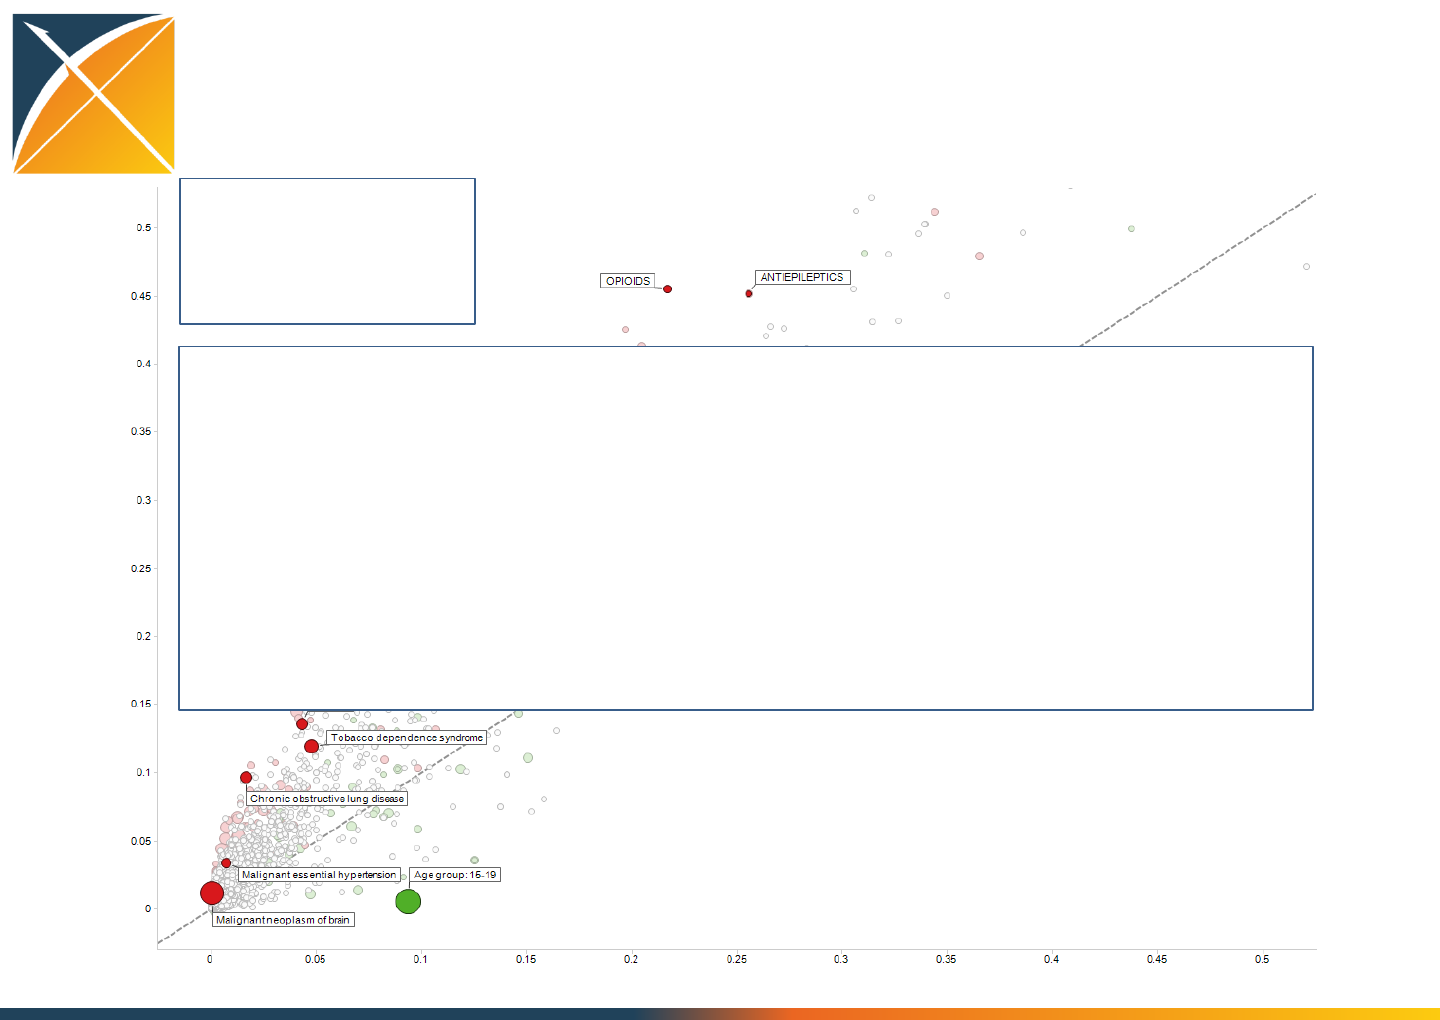 0.5
OPIOIDS
ANTIEPILEPTICS
0.45
0.4
0.35
0.3
0.25
0.2
0.15
Tobacco dependence syndrome
0.1
Chronic obstructive lung disease
0.05
Malignant essential hypertension
Age group: 15-19
0
Malignant neoplasm of brain
0 0.05 0.1 0.15 0.2 0.25 0.3 0.35 0.4 0.45 0.5